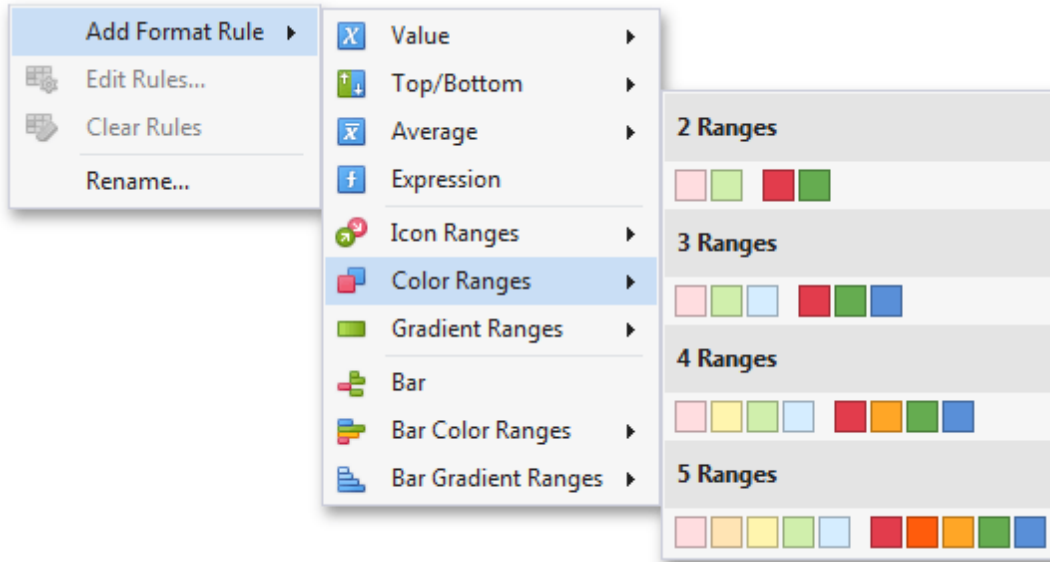 Add Format Rule
Edit Rules...
Clear Rules
Rename...
Value
Top/Bottom
Average
Expression
Icon Ranges
Color Ranges
Gradient Ranges
Bar
Bar Color Ranges
Bar Gradient Ranges
2 Ranges
3 Ranges
4 Ranges
5 Ranges